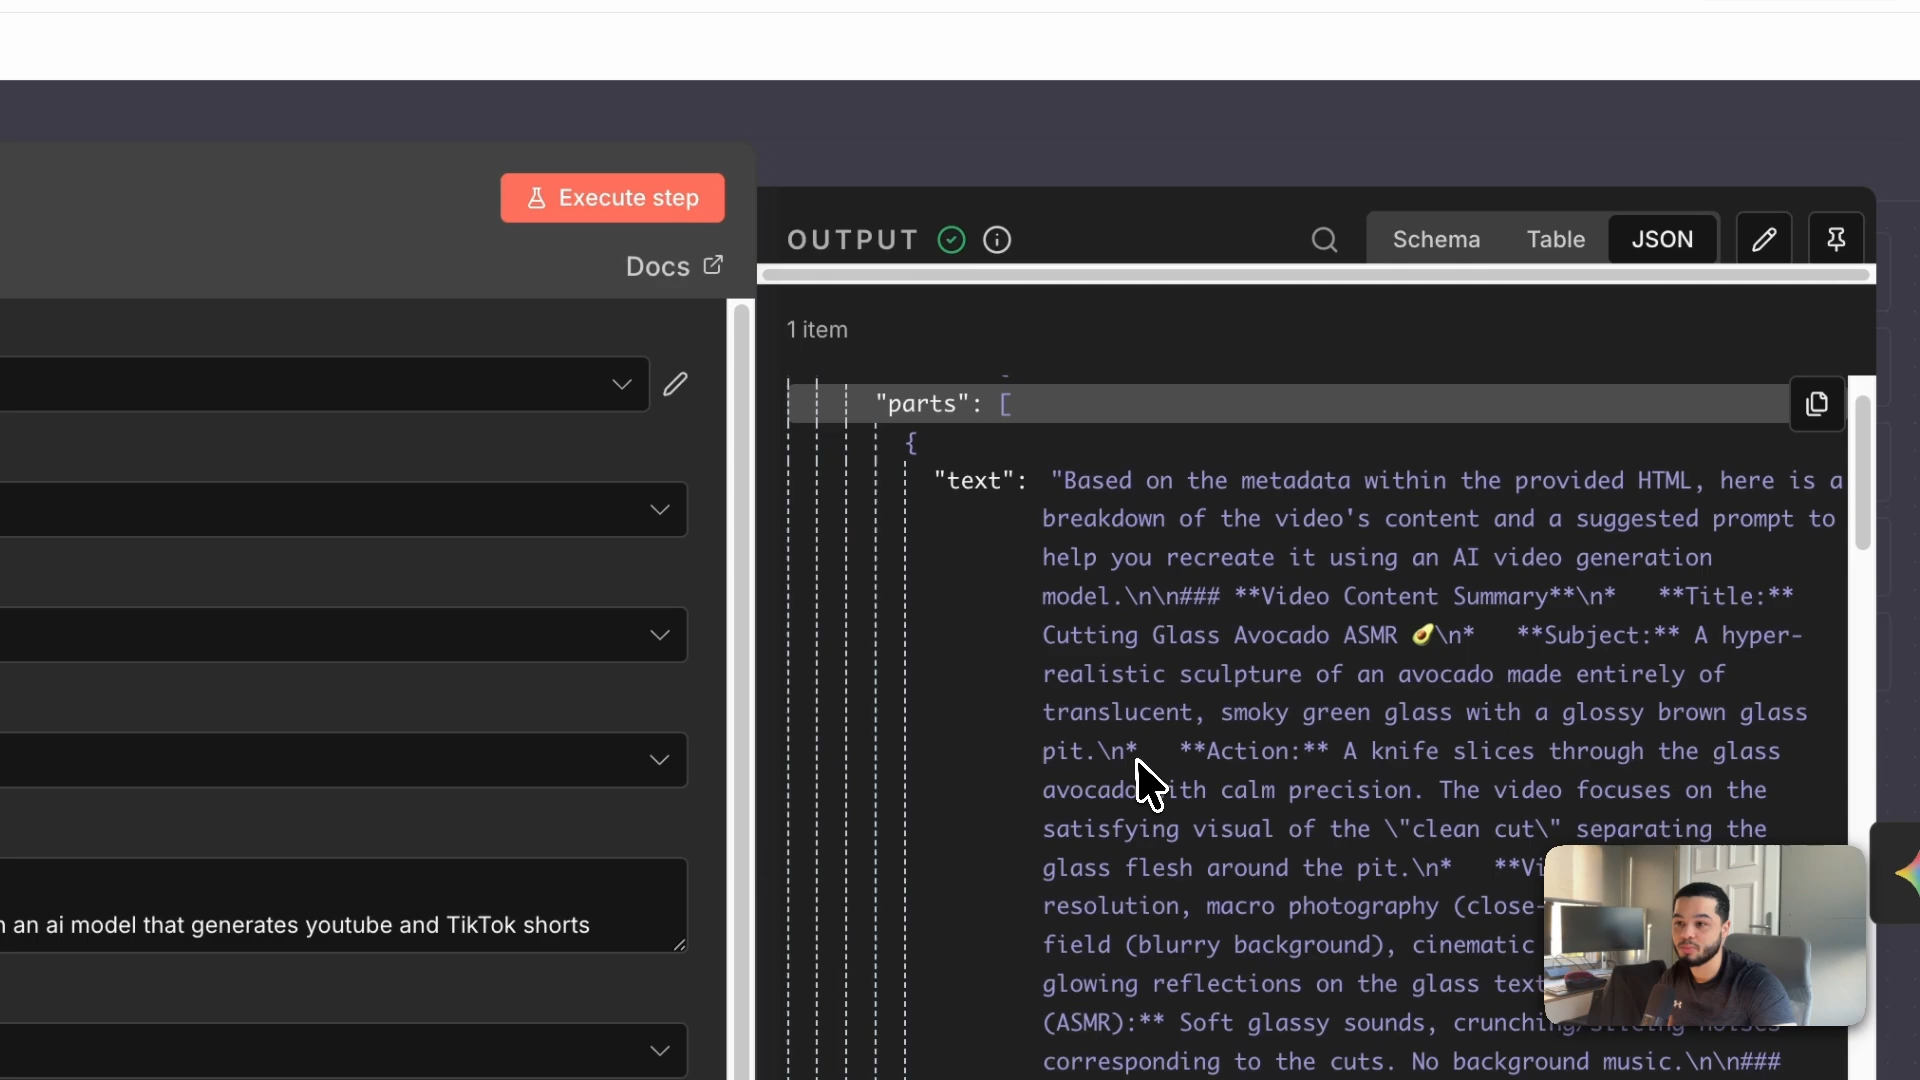 Execute step
Docs
n an ai model that generates youtube and TikTok shorts
OUTPUT
Schema
Table
JSON
1 item
"parts": [
{
"text": "Based on the metadata within the provided HTML, here is a
breakdown of the video's content and a suggested prompt to
help you recreate it using an AI video generation
model.\n\n### **Video Content Summary**\n* **Title:**
Cutting Glass Avocado ASMR 🥑\n* **Subject:** A hyper-
realistic sculpture of an avocado made entirely of
translucent, smoky green glass with a glossy brown glass
pit.\n* **Action:** A knife slices through the glass
avocado with calm precision. The video focuses on the
satisfying visual of the \"clean cut\" separating the
glass flesh around the pit.\n* **Vi
resolution, macro photography (close-
field (blurry background), cinematic
glowing reflections on the glass text
(ASMR):** Soft glassy sounds, crunching/slicing noises
corresponding to the cuts. No background music.\n\n###